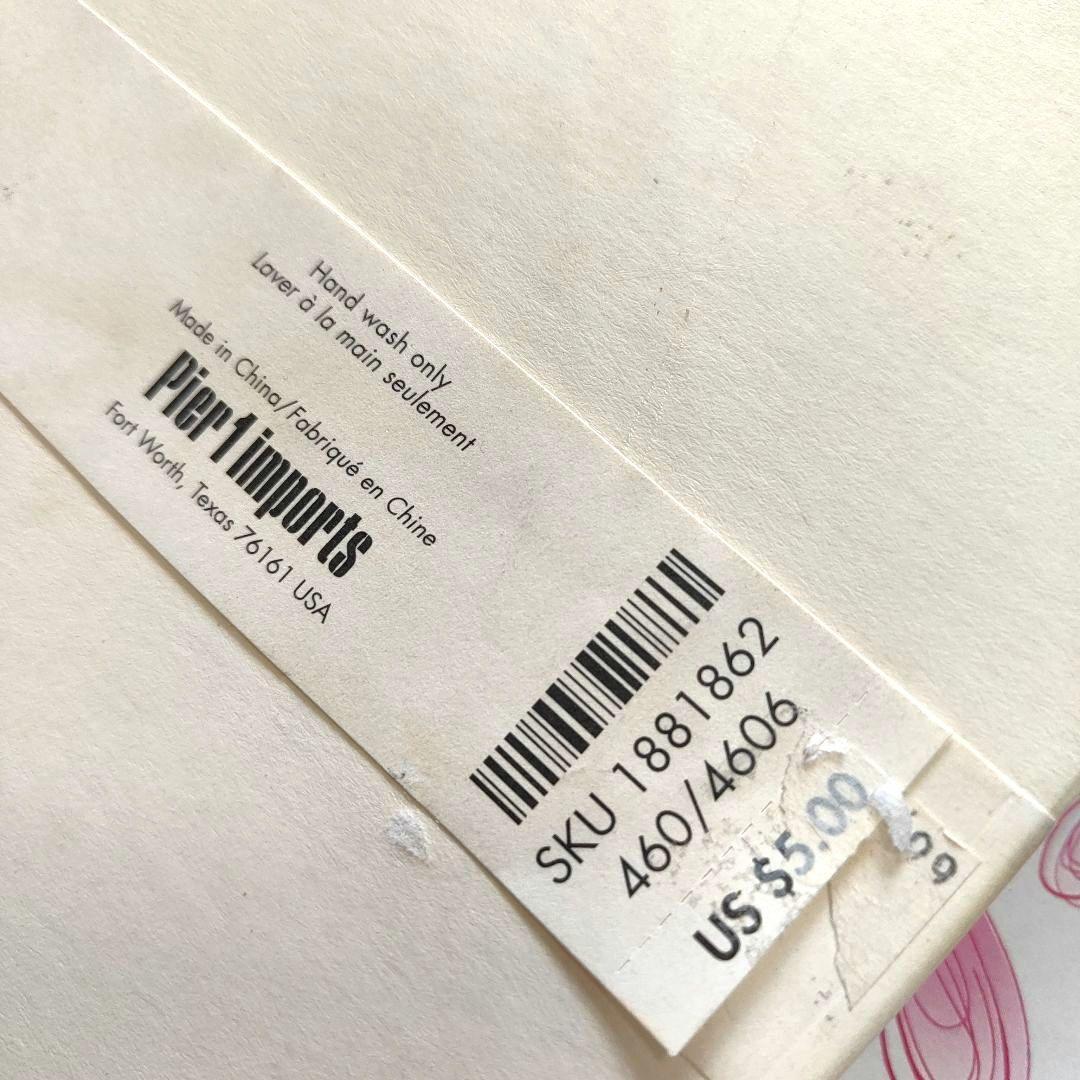 Hand wash only
Laver à la main seulement
Made in China/Fabriqué en Chine
Pier 1 imports
Fort Worth, Texas 76161 USA
SKU 1881862
460/4606
US $5.00